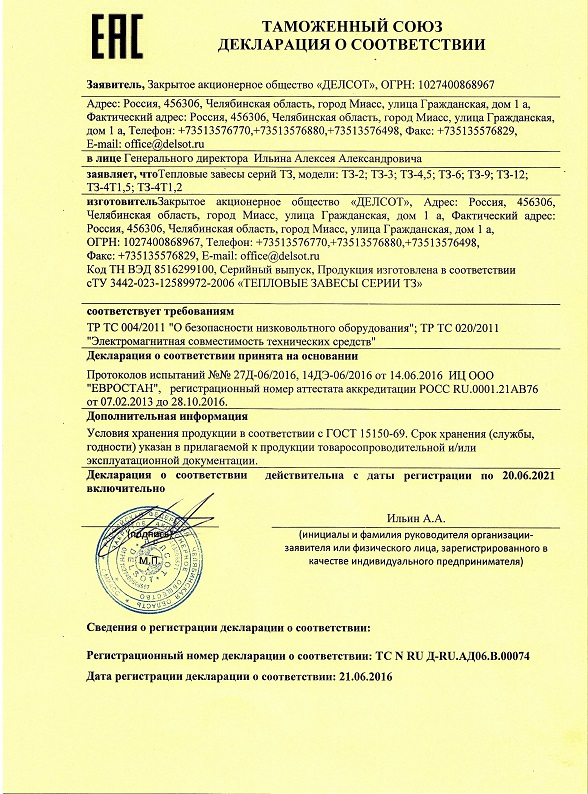 EAC
ТАМОЖЕННЫЙ СОЮЗ
ДЕКЛАРАЦИЯ О СООТВЕТСТВИИ
Заявитель, Закрытое акционерное общество «ДЕЛСОТ», ОГРН: 1027400868967
Адрес: Россия, 456306, Челябинская область, город Миасс, улица Гражданская, дом 1 а,
Фактический адрес: Россия, 456306, Челябинская область, город Миасс, улица Гражданская,
дом 1 а, Телефон: +73513576770,+73513576880,+73513576498, Факс: +73513576829,
E-mail: office@delsot.ru
в лице Генерального директора Ильина Алексея Александровича
заявляет, чтоТепловые завесы серий ТЗ, модели: ТЗ-2; ТЗ-3; ТЗ-4,5; ТЗ-6; ТЗ-9; ТЗ-12;
ТЗ-4Т1,5; ТЗ-4Т1,2
изготовительЗакрытое акционерное общество «ДЕЛСОТ», Адрес: Россия, 456306,
Челябинская область, город Миасс, улица Гражданская, дом 1 а, Фактический адрес:
Россия, 456306, Челябинская область, город Миасс, улица Гражданская, дом 1 а,
ОГРН: 1027400868967, Телефон: +73513576770,+73513576880,+73513576498,
Факс: +73513576829, E-mail: office@delsot.ru
Код ТН ВЭД 8516299100, Серийный выпуск, Продукция изготовлена в соответствии
сТУ 3442-023-12589972-2006 «ТЕПЛОВЫЕ ЗАВЕСЫ СЕРИИ ТЗ»
соответствует требованиям
ТР ТС 004/2011 "О безопасности низковольтного оборудования"; ТР ТС 020/2011
"Электромагнитная совместимость технических средств"
Декларация о соответствии принята на основании
Протоколов испытаний №№ 27Д-06/2016, 14ДЭ-06/2016 от 14.06.2016 ИЦ ООО
"ЕВРОСТАН", регистрационный номер аттестата аккредитации РОСС RU.0001.21АВ76
от 07.02.2013 до 28.10.2016.
Дополнительная информация
Условия хранения продукции в соответствии с ГОСТ 15150-69. Срок хранения (службы,
годности) указан в прилагаемой к продукции товаросопроводительной и/или
эксплуатационной документации.
Декларация о соответствии действительна с даты регистрации по 20.06.2021
включительно
Ильин А.А.
(подпись)
М.П.
(инициалы и фамилия руководителя организации-
заявителя или физического лица, зарегистрированного в
качестве индивидуального предпринимателя)
Сведения о регистрации декларации о соответствии:
Регистрационный номер декларации о соответствии: ТС N RU Д-RU.АД06.В.00074
Дата регистрации декларации о соответствии: 21.06.2016